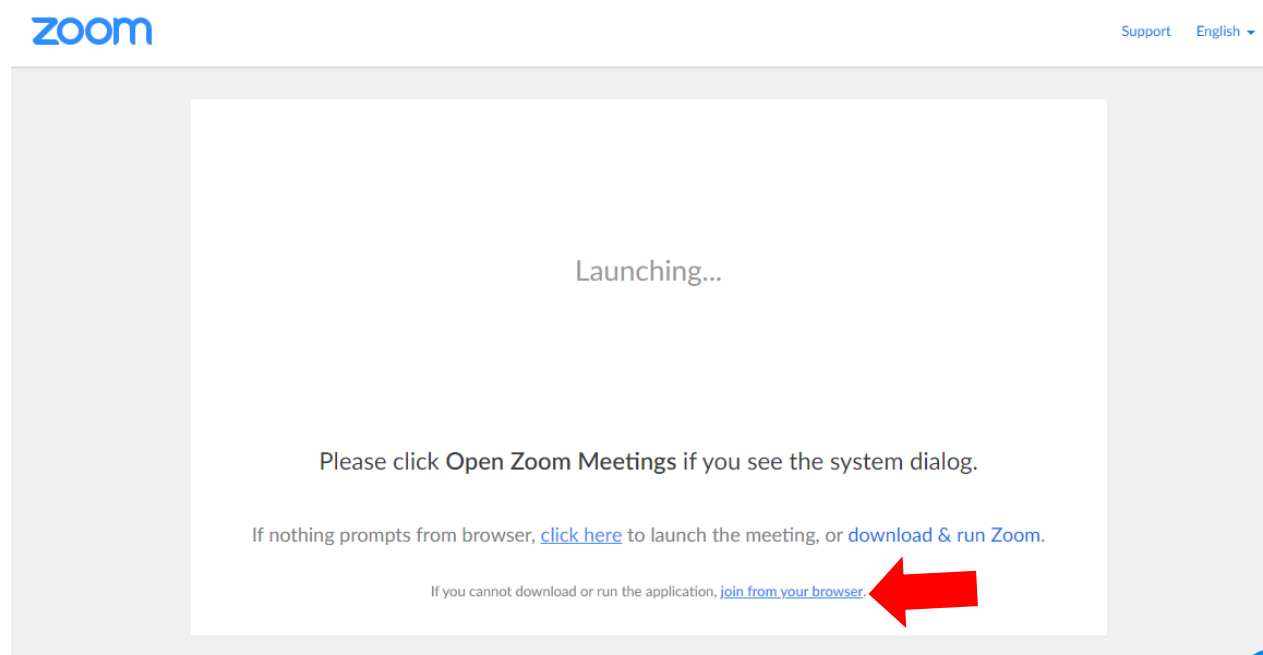 zoom
Support English
Launching...
Please click Open Zoom Meetings if you see the system dialog.
If nothing prompts from browser, click here to launch the meeting, or download & run Zoom.
If you cannot download or run the application, join from your browser.